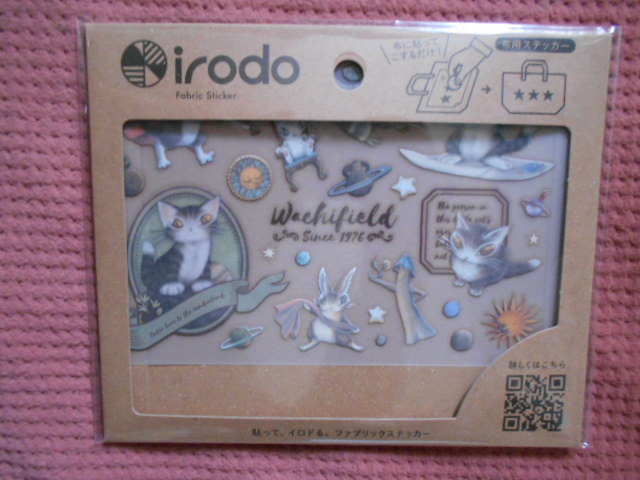 irodo
Fabric Sticker
布に貼って
こするだけ！
布用ステッカー
Wachifield
Since 1976
the
not
詳しくはこちら
貼って、イロドる。ファブリックステッカー